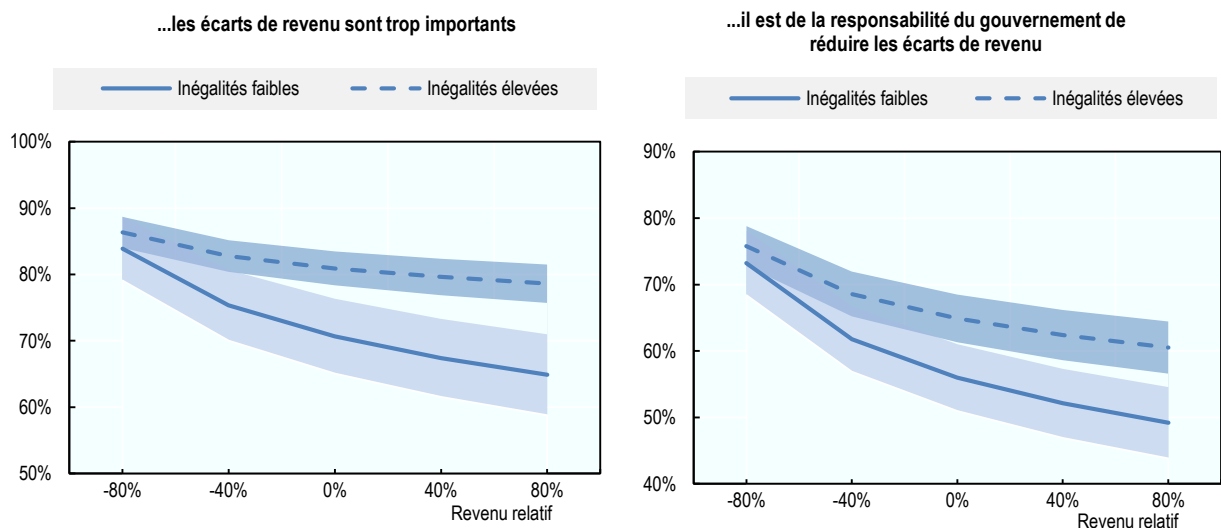 ...les écarts de revenu sont trop importants
Inégalités faibles
Inégalités élevées
100%
90%
80%
70%
60%
50%
-80%
-40%
0%
40%
80%
Revenu relatif
...il est de la responsabilité du gouvernement de
réduire les écarts de revenu
Inégalités faibles
Inégalités élevées
90%
80%
70%
60%
50%
40%
-80%
-40%
0%
40%
80%
Revenu relatif